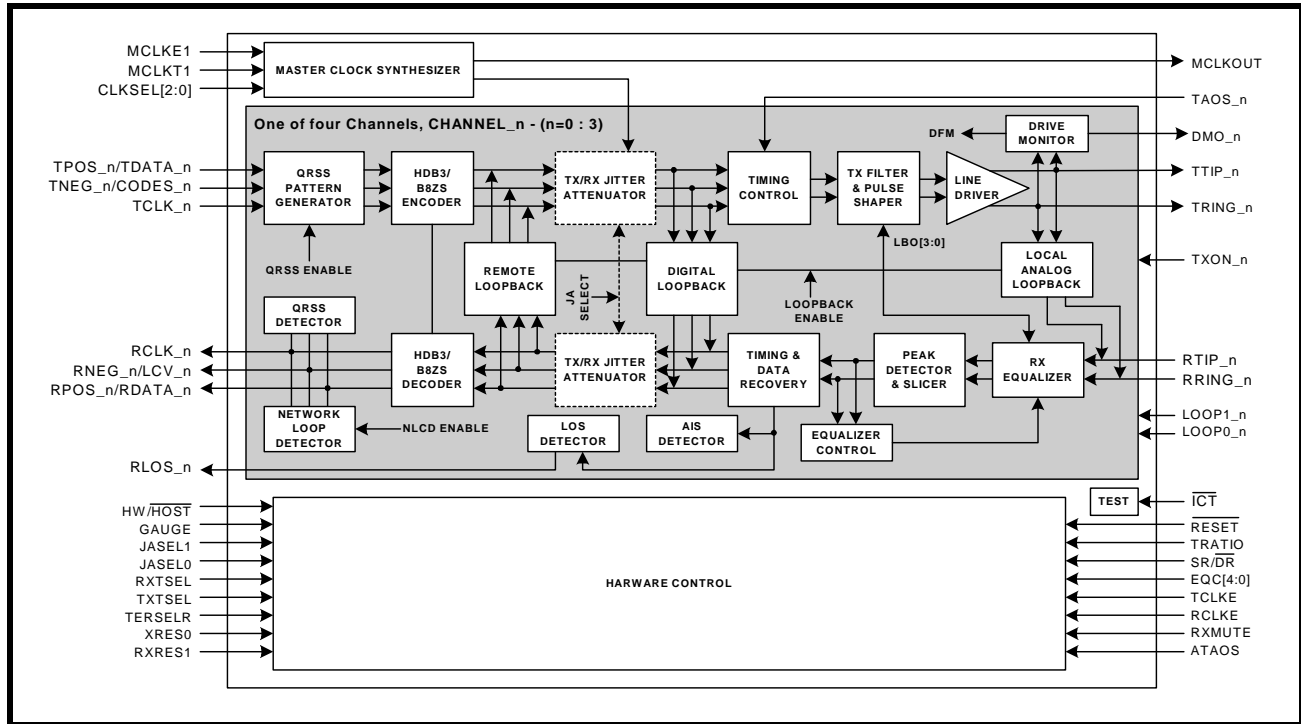 MCLKE1
MCLKT1
CLKSEL[2:0]
MASTER CLOCK SYNTHESIZER
MCLKOUT
TAOS_n
One of four Channels, CHANNEL_n - (n=0 : 3)
DFM
DRIVE
MONITOR
DMO_n
TPOS_n/TDATA_n
TNEG_n/CODES_n
TCLK_n
QRSS
PATTERN
GENERATOR
HDB3/
B8ZS
ENCODER
TX/RX JITTER
ATTENUATOR
TIMING
CONTROL
TX FILTER
& PULSE
SHAPER
LINE
DRIVER
TTIP_n
TRING_n
QRSS ENABLE
REMOTE
LOOPBACK
JA
SELECT
DIGITAL
LOOPBACK
LOOPBACK
ENABLE
LBO[3:0]
LOCAL
ANALOG
LOOPBACK
TXON_n
QRSS
DETECTOR
RCLK_n
RNEG_n/LCV_n
RPOS_n/RDATA_n
HDB3/
B8ZS
DECODER
TX/RX JITTER
ATTENUATOR
TIMING &
DATA
RECOVERY
PEAK
DETECTOR
& SLICER
RX
EQUALIZER
RTIP_n
RRING_n
NETWORK
LOOP
DETECTOR
NLCD ENABLE
LOS
DETECTOR
AIS
DETECTOR
EQUALIZER
CONTROL
LOOP1_n
LOOP0_n
RLOS_n
TEST
ICT
HW/HOST
GAUGE
JASEL1
JASEL0
RXTSEL
TXTSEL
TERSELR
XRES0
RXRES1
HARWARE CONTROL
RESET
TRATIO
SR/DR
EQC[4:0]
TCLKE
RCLKE
RXMUTE
ATAOS